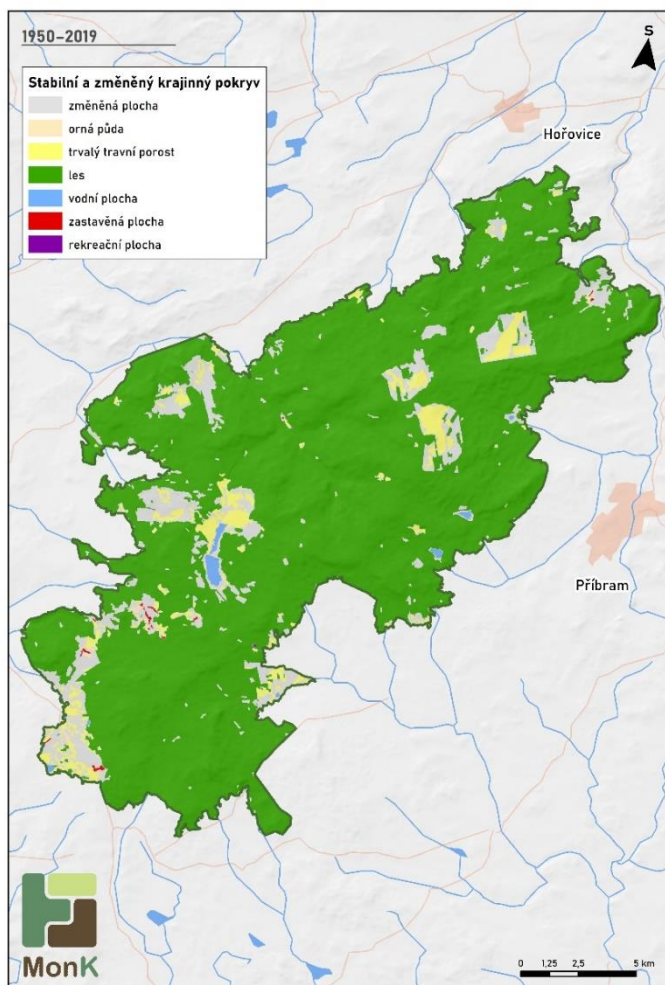 1950–2019
S
Stabilní a změněný krajinný pokryv
změněná plocha
orná půda
trvalý travní porost
les
vodní plocha
zastavěná plocha
rekreační plocha
Hořovice
Příbram
MonK
0 1,25 2,5 5 km